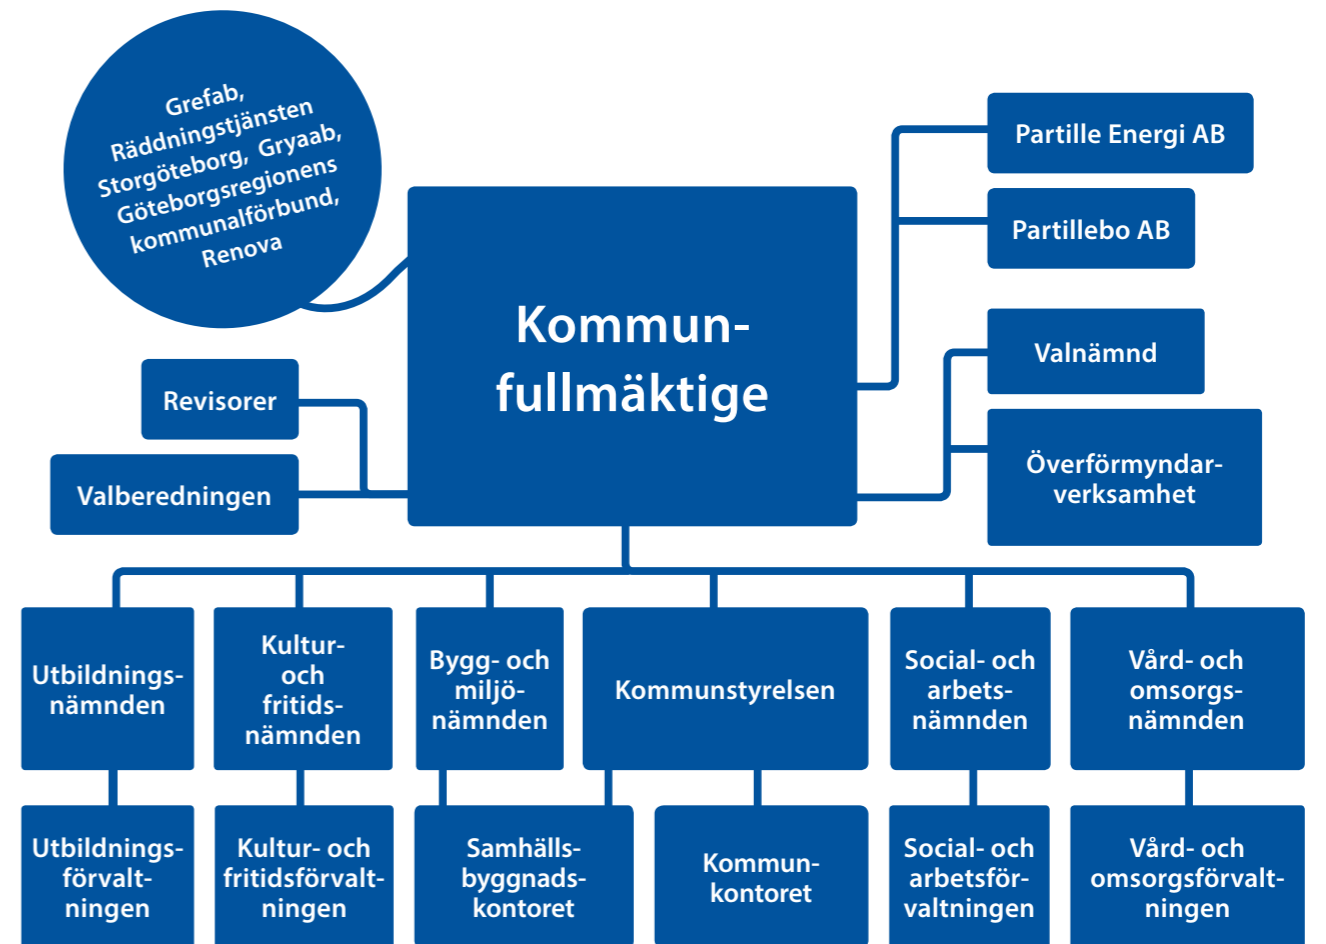 Grefab,
Räddningstjänsten
Storgöteborg, Gryaab,
Göteborgsregionens
kommunalförbund,
Renova
Partille Energi AB
Partillebo AB
Kommun-
fullmäktige
Valnämnd
Överförmyndar-
verksamhet
Revisorer
Valberedningen
Utbildnings-
nämnden
Kultur-
och
fritids-
nämnden
Bygg- och
miljö-
nämnden
Kommunstyrelsen
Social- och
arbets-
nämnden
Vård- och
omsorgs-
nämnden
Utbildnings-
förvalt-
ningen
Kultur- och
fritidsförvalt-
ningen
Samhälls-
byggnads-
kontoret
Kommun-
kontoret
Social- och
arbetsför-
valtningen
Vård- och
omsorgsförvalt-
ningen